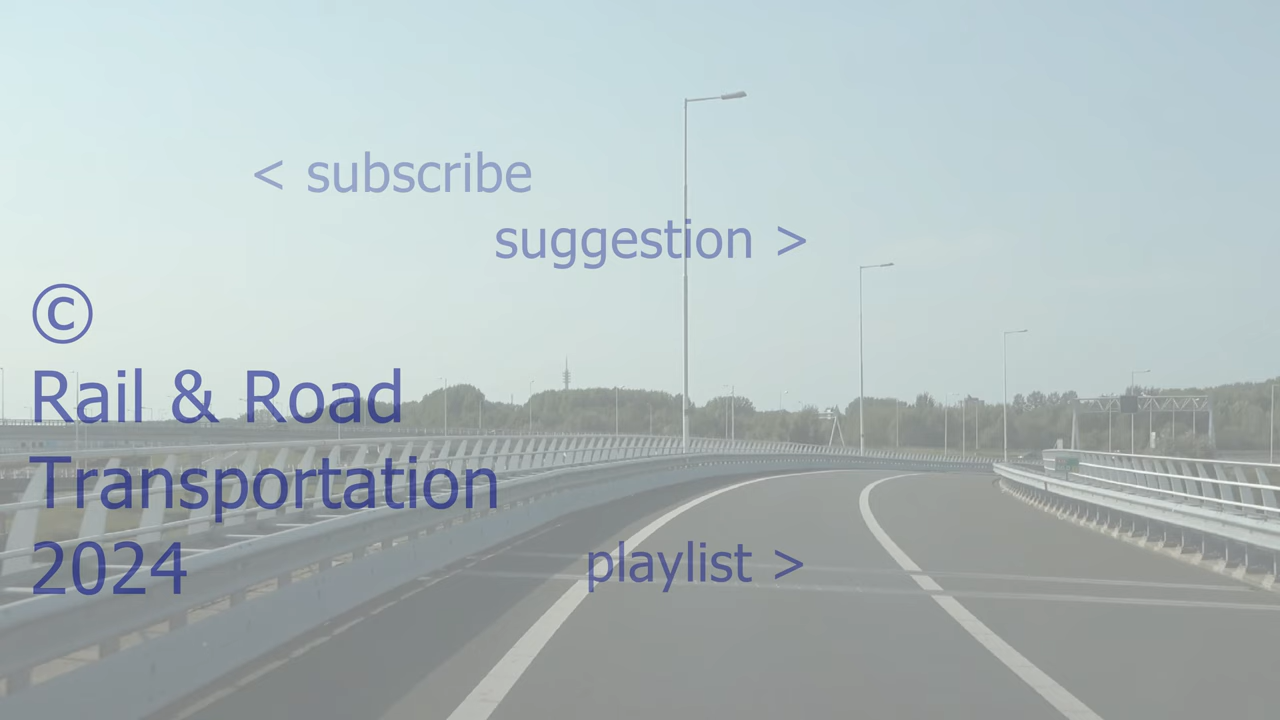 < subscribe
suggestion >
©
Rail & Road
Transportation
2024
playlist >